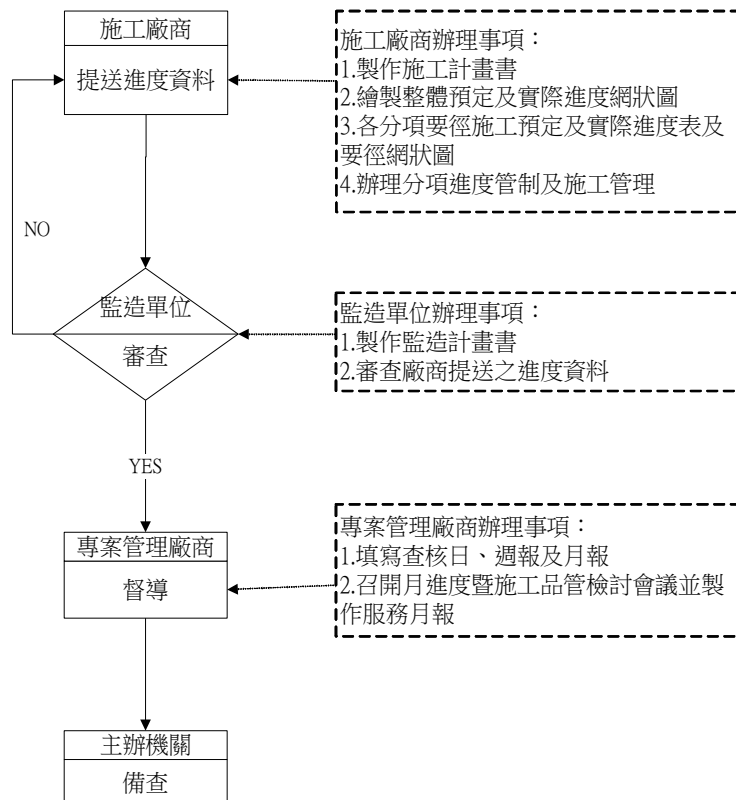 施工廠商
提送進度資料
施工廠商辦理事項：
1.製作施工計畫書
2.繪製整體預定及實際進度網狀圖
3.各分項要徑施工預定及實際進度表及
要徑網狀圖
4.辦理分項進度管制及施工管理
NO
監造單位
審查
監造單位辦理事項：
1.製作監造計畫書
2.審查廠商提送之進度資料
YES
專案管理廠商
督導
專案管理廠商辦理事項：
1.填寫查核日、週報及月報
2.召開月進度暨施工品管檢討會議並製
作服務月報
主辦機關
備查